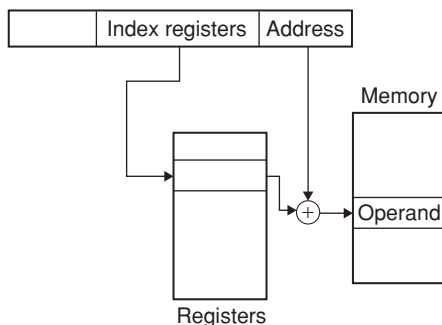 Index registers Address
Memory
+
Operand
Registers